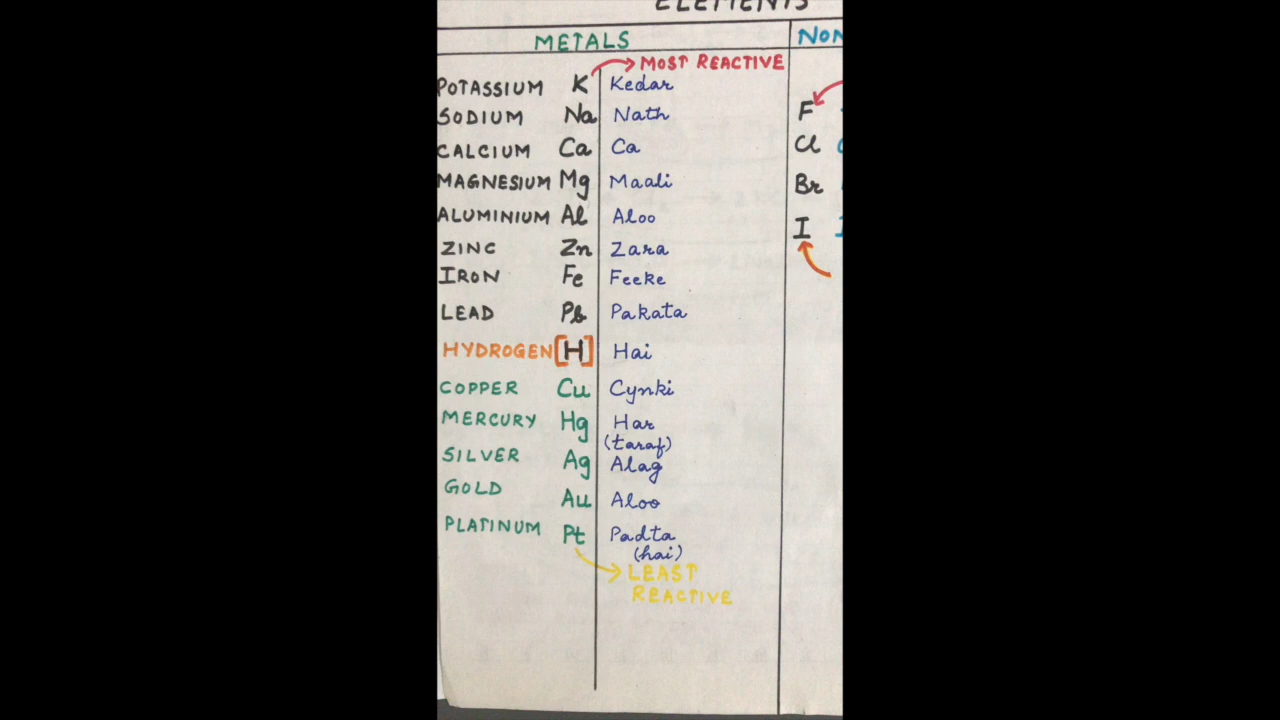 ELEMENTS
METALS
MOST REACTIVE
POTASSIUM K Kedar
SODIUM Na Nath
CALCIUM Ca Ca
MAGNESIUM Mg Maali
ALUMINIUM Al Aloo
ZINC Zn Zara
IRON Fe Feeke
LEAD Pb Pakata
HYDROGEN [H] Hai
COPPER Cu Cynki
MERCURY Hg Har
(taraf)
SILVER Ag Alag
GOLD Au Aloo
PLATINUM Pt Padta
(hai)
LEAST
REACTIVE
NON
F
Cl
Br
I